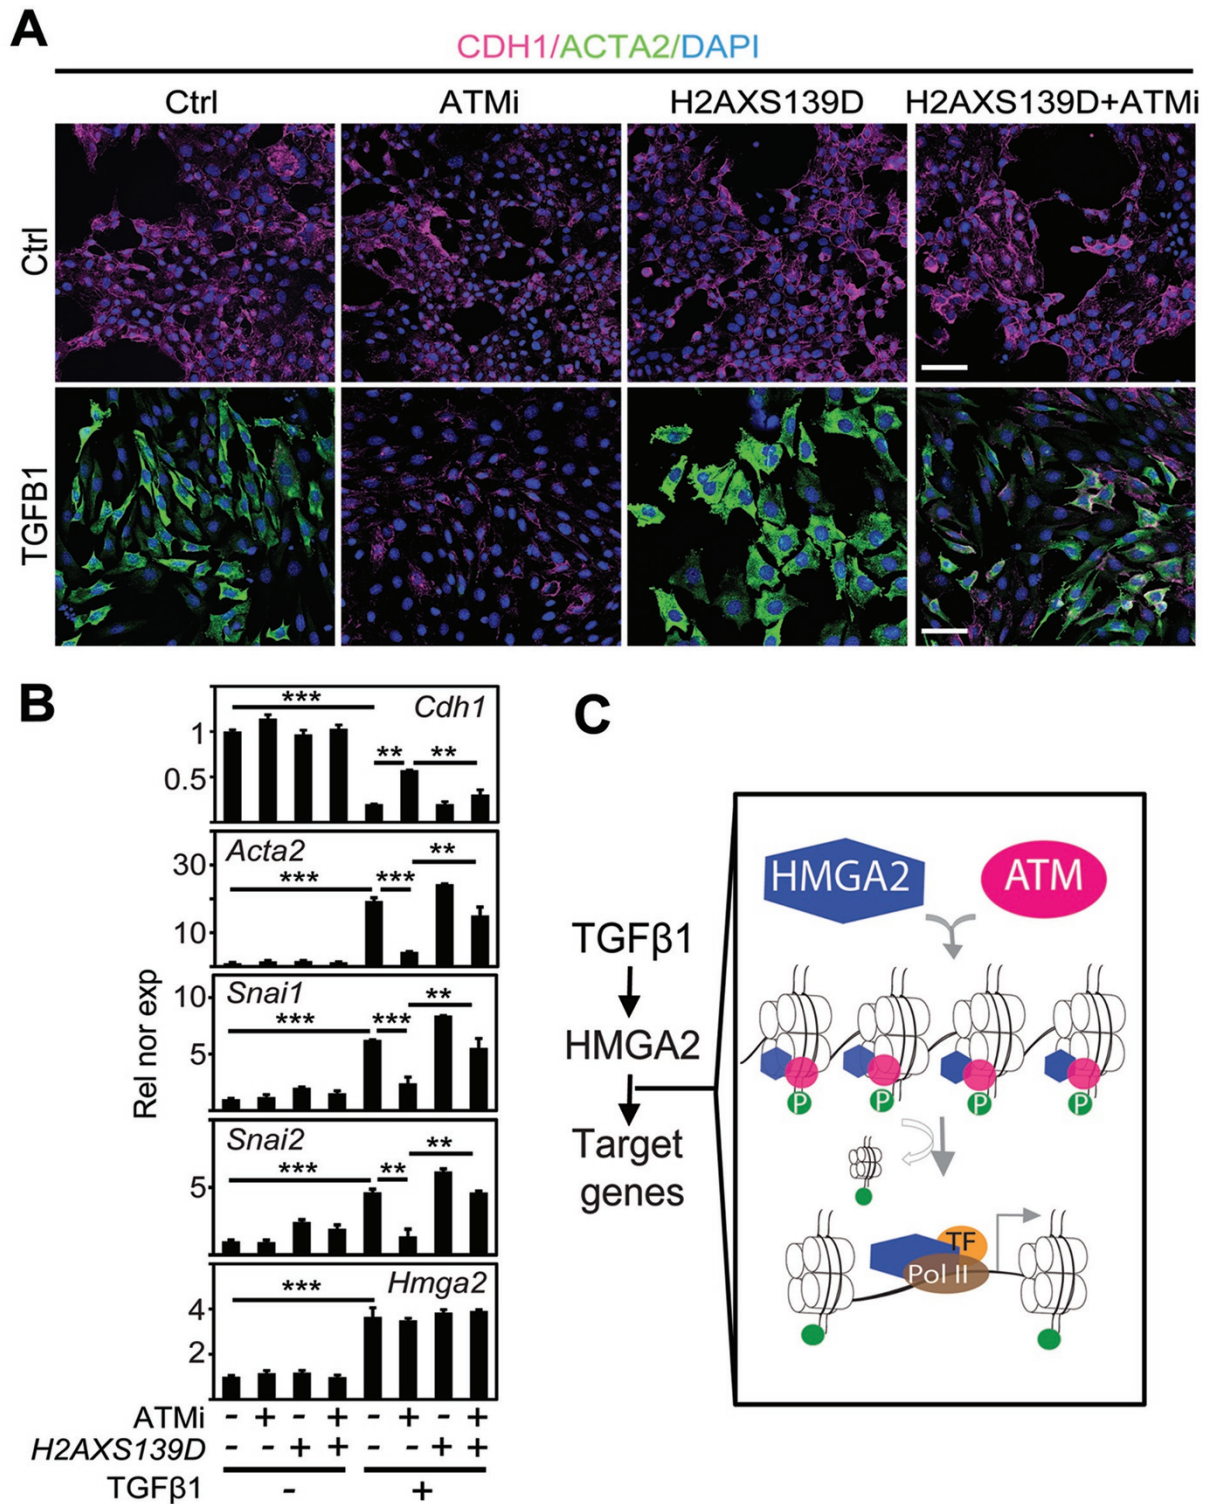 A
CDH1/ACTA2/DAPI
Ctrl
ATMi
H2AXS139D
H2AXS139D+ATMi
Ctrl
TGFB1
B
Rel nor exp
***
Cdh1
1
0.5
**
**
Acta2
**
30
***
***
10
Snai1
**
10
***
***
5
Snai2
**
***
**
5
Hmga2
***
4
2
ATMi - + - + - + - +
H2AXS139D - - + + - - + +
TGFβ1 - +
C
TGFβ1
HMGA2
Target
genes
HMGA2
ATM
P P P P
TF
Pol II